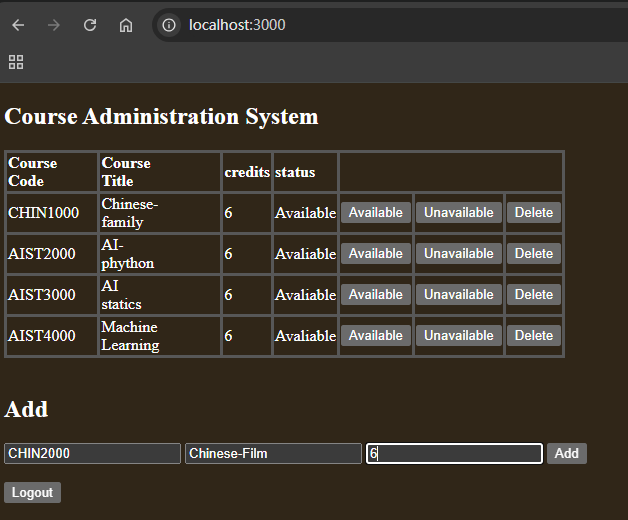 localhost:3000
Course Administration System
Course Code Course Title credits status
CHIN1000 Chinese-family 6 Available Available Unavailable Delete
AIST2000 AI-phython 6 Avaliable Available Unavailable Delete
AIST3000 AI statics 6 Avaliable Available Unavailable Delete
AIST4000 Machine Learning 6 Avaliable Available Unavailable Delete
Add
CHIN2000 Chinese-Film 6 Add
Logout